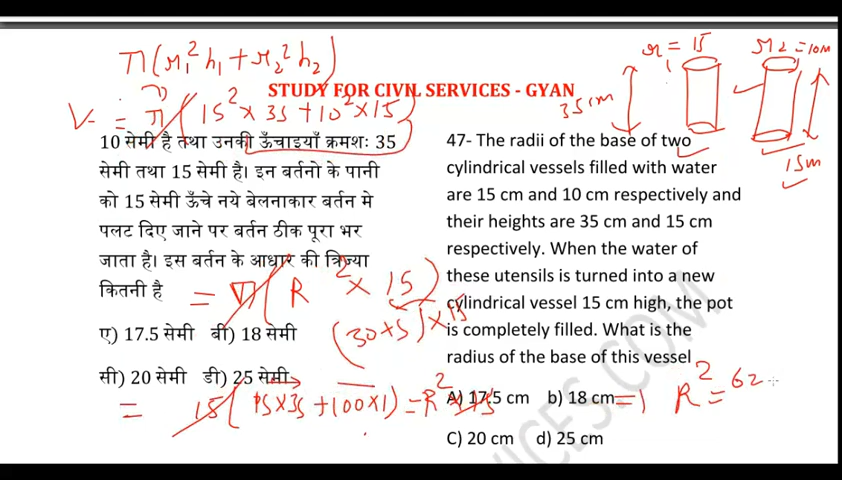 π(r₁²h₁+r₂²h₂)
STUDY FOR CIVIL SERVICES - GYAN
V = π(15²×35+10²×15)
10 सेमी है तथा उनकी ऊँचाइयाँ क्रमशः 35
सेमी तथा 15 सेमी है। इन बर्तनो के पानी
को 15 सेमी ऊँचे नये बेलनाकार बर्तन मे
पलट दिए जाने पर बर्तन ठीक पूरा भर
जाता है। इस बर्तन के आधार की त्रिज्या
कितनी है
= π(R²×15)
ए) 17.5 सेमी बी) 18 सेमी
सी) 20 सेमी डी) 25 सेमी
= 15(15×35+100×1)=R²×15
r = 15
r2=10m
35cm
15m
47- The radii of the base of two
cylindrical vessels filled with water
are 15 cm and 10 cm respectively and
their heights are 35 cm and 15 cm
respectively. When the water of
these utensils is turned into a new
cylindrical vessel 15 cm high, the pot
is completely filled. What is the
radius of the base of this vessel
(30×5)×15
A) 17.5 cm b) 18 cm
C) 20 cm d) 25 cm
R²=62